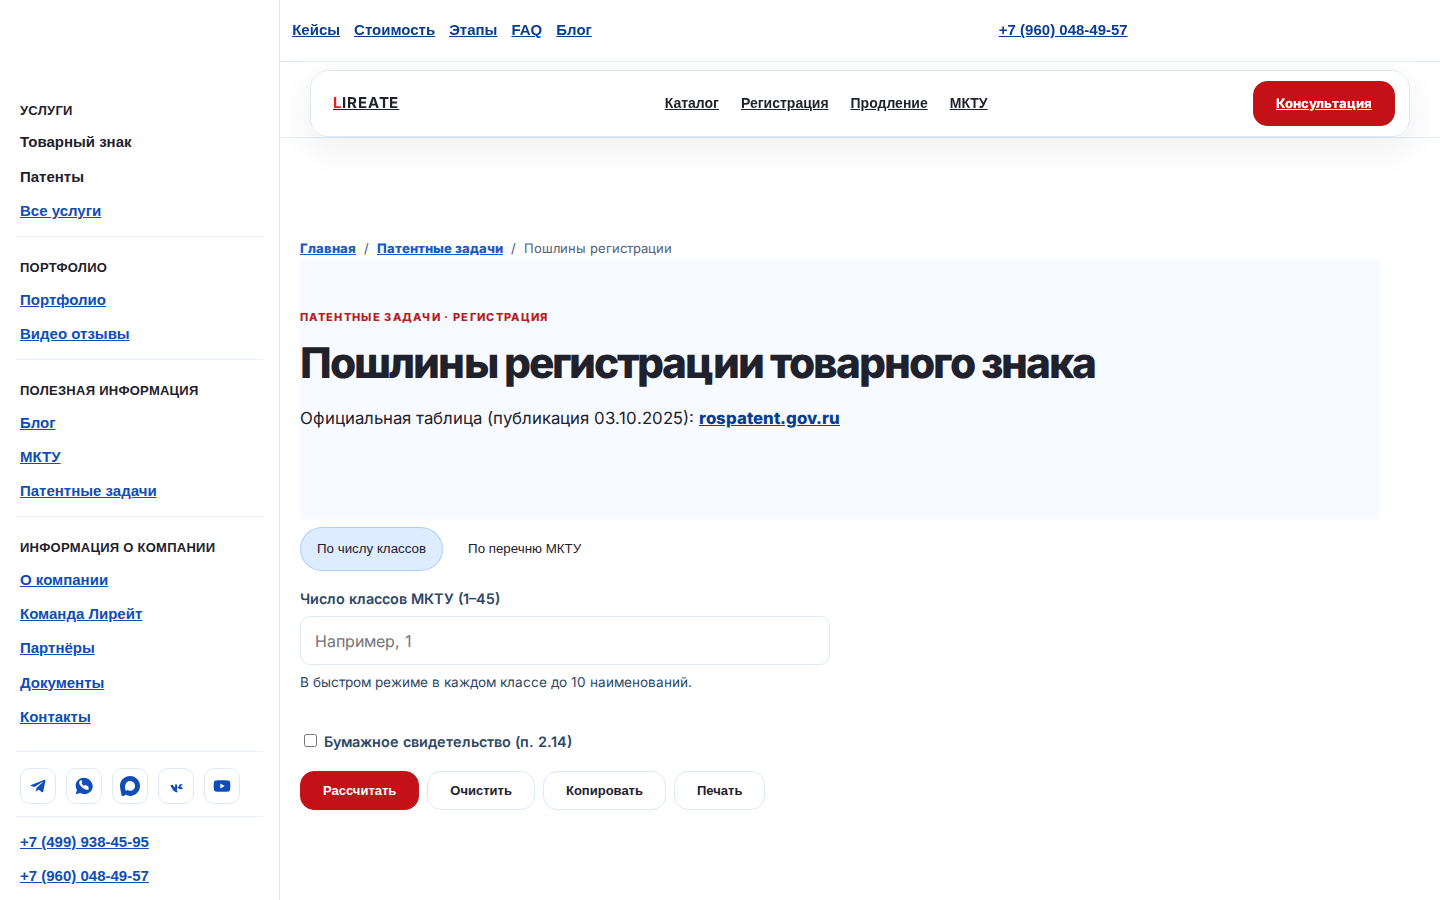 Кейсы Стоимость Этапы FAQ Блог +7 (960) 048-49-57
LIREATE Каталог Регистрация Продление МКТУ Консультация
УСЛУГИ
Товарный знак
Патенты
Все услуги
ПОРТФОЛИО
Портфолио
Видео отзывы
ПОЛЕЗНАЯ ИНФОРМАЦИЯ
Блог
МКТУ
Патентные задачи
ИНФОРМАЦИЯ О КОМПАНИИ
О компании
Команда Лирейт
Партнёры
Документы
Контакты
+7 (499) 938-45-95
+7 (960) 048-49-57
Главная / Патентные задачи / Пошлины регистрации
ПАТЕНТНЫЕ ЗАДАЧИ · РЕГИСТРАЦИЯ
Пошлины регистрации товарного знака
Официальная таблица (публикация 03.10.2025): rospatent.gov.ru
По числу классов По перечню МКТУ
Число классов МКТУ (1–45)
Например, 1
В быстром режиме в каждом классе до 10 наименований.
Бумажное свидетельство (п. 2.14)
Рассчитать Очистить Копировать Печать